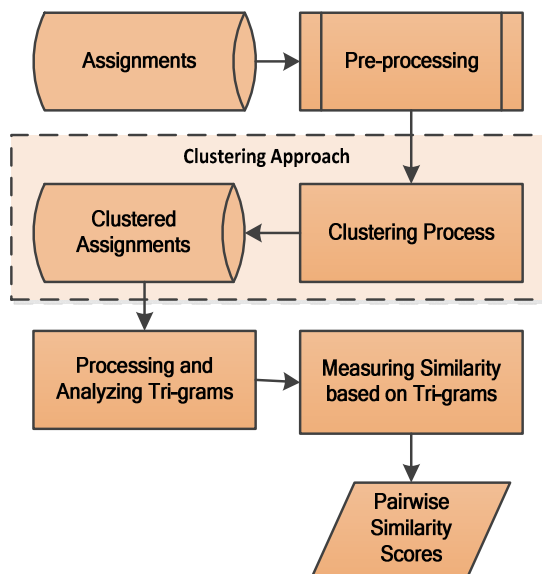 Assignments
Pre-processing
Clustering Approach
Clustered
Assignments
Clustering Process
Processing and
Analyzing Tri-grams
Measuring Similarity
based on Tri-grams
Pairwise
Similarity
Scores